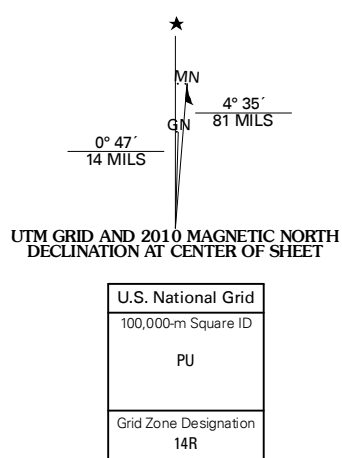 ★
MN
4° 35´
81 MILS
GN
0° 47´
14 MILS
UTM GRID AND 2010 MAGNETIC NORTH
DECLINATION AT CENTER OF SHEET
U.S. National Grid
100,000-m Square ID
PU
Grid Zone Designation
14R